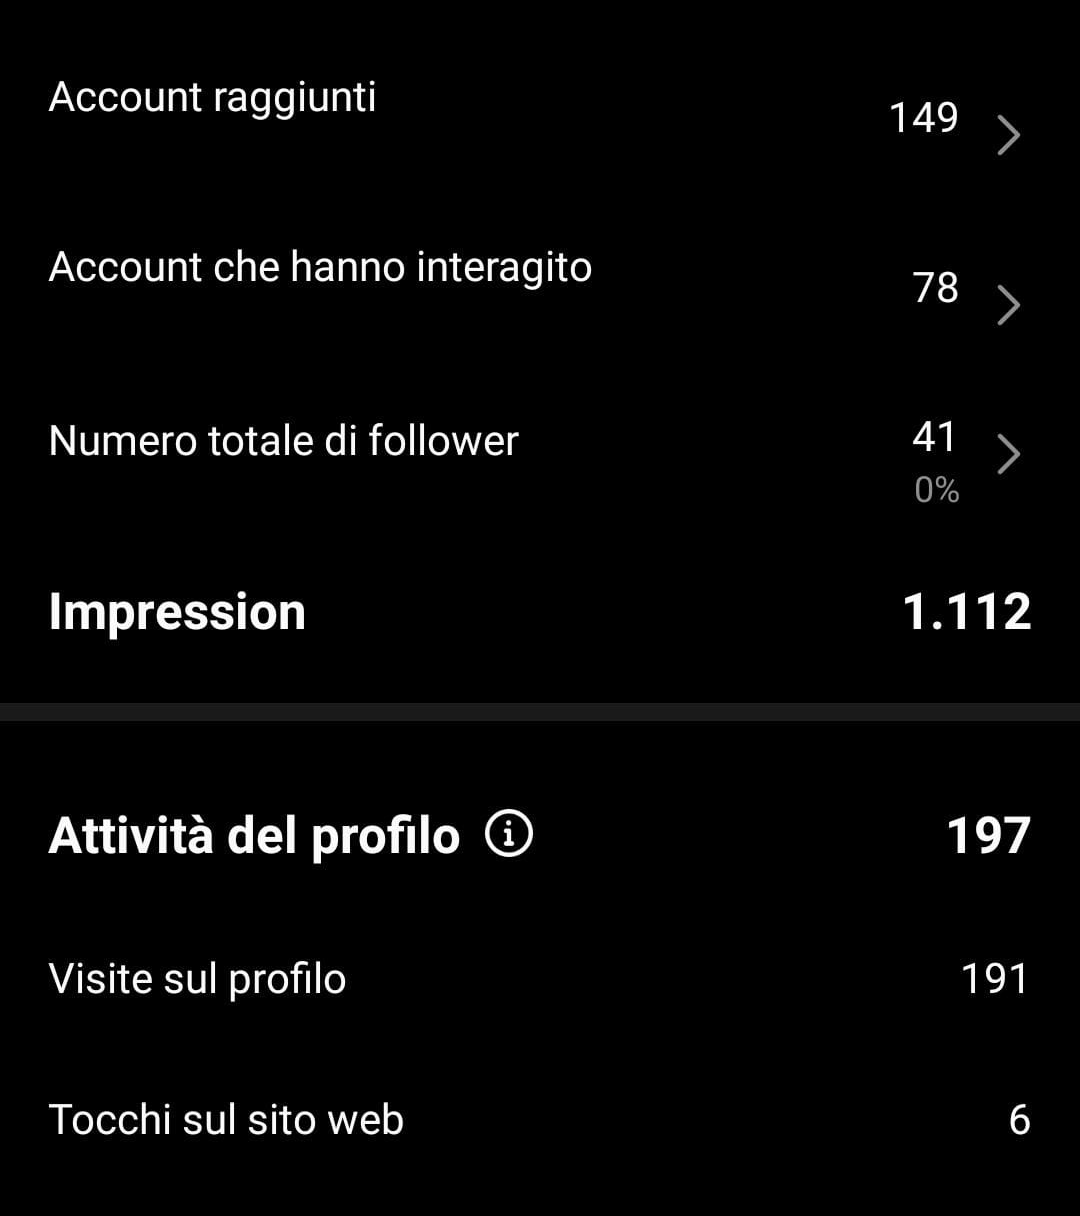 Account raggiunti
149
Account che hanno interagito
78
Numero totale di follower
41
0%
Impression
1.112
Attività del profilo
197
Visite sul profilo
191
Tocchi sul sito web
6